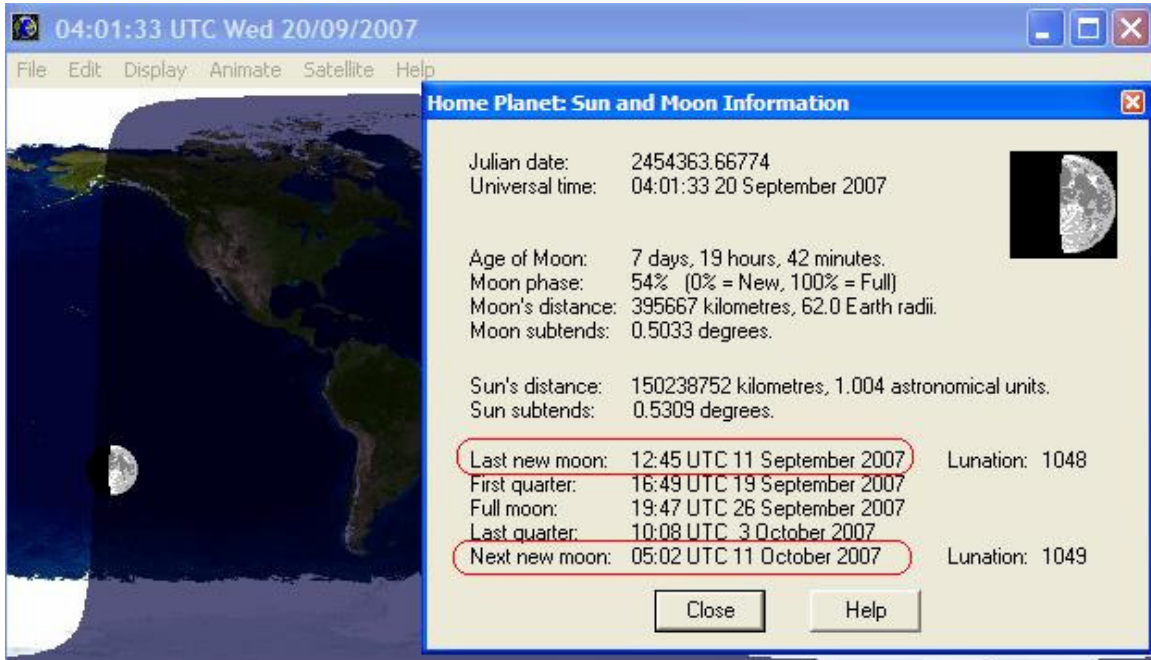 04:01:33 UTC Wed 20/09/2007
File Edit Display Animate Satellite Help
Home Planet: Sun and Moon Information
Julian date: 2454363.66774
Universal time: 04:01:33 20 September 2007
Age of Moon: 7 days, 19 hours, 42 minutes.
Moon phase: 54% (0% = New, 100% = Full)
Moon's distance: 395667 kilometres, 62.0 Earth radii.
Moon subtends: 0.5033 degrees.
Sun's distance: 150238752 kilometres, 1.004 astronomical units.
Sun subtends: 0.5309 degrees.
Last new moon: 12:45 UTC 11 September 2007 Lunation: 1048
First quarter: 16:49 UTC 19 September 2007
Full moon: 19:47 UTC 26 September 2007
Last quarter: 10:08 UTC 3 October 2007
Next new moon: 05:02 UTC 11 October 2007 Lunation: 1049
Close Help